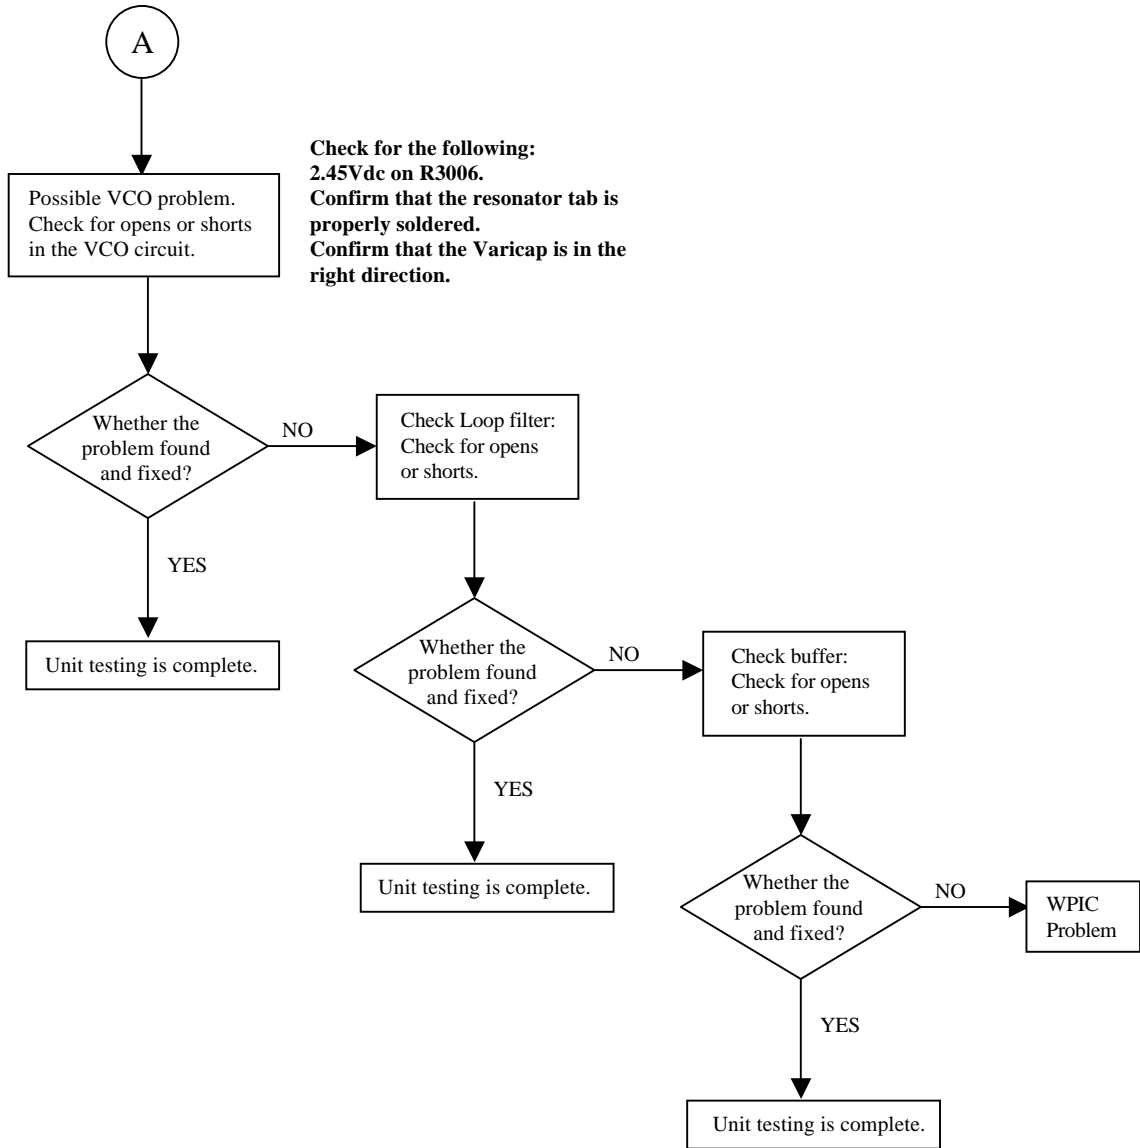 A
Check for the following:
2.45Vdc on R3006.
Confirm that the resonator tab is
properly soldered.
Confirm that the Varicap is in the
right direction.
Possible VCO problem.
Check for opens or shorts
in the VCO circuit.
Whether the
problem found
and fixed?
NO
Check Loop filter:
Check for opens
or shorts.
YES
Unit testing is complete.
Whether the
problem found
and fixed?
NO
Check buffer:
Check for opens
or shorts.
YES
Unit testing is complete.
Whether the
problem found
and fixed?
NO
WPIC
Problem
YES
Unit testing is complete.